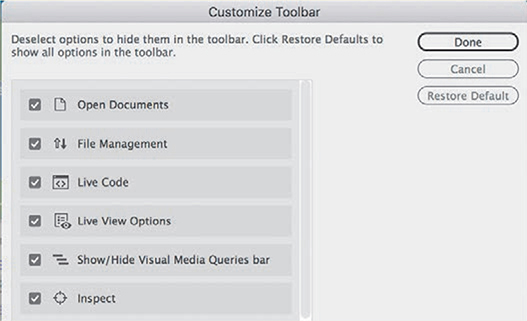 Customize Toolbar
Deselect options to hide them in the toolbar. Click Restore Defaults to
show all options in the toolbar.
Done
Cancel
Restore Default
Open Documents
File Management
Live Code
Live View Options
Show/Hide Visual Media Queries bar
Inspect